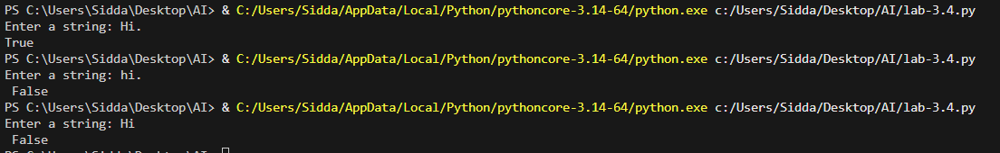 PS C:\Users\Sidda\Desktop\AI> & C:/Users/Sidda/AppData/Local/Python/pythoncore-3.14-64/python.exe c:/Users/Sidda/Desktop/AI/lab-3.4.py
Enter a string: Hi.
True
PS C:\Users\Sidda\Desktop\AI> & C:/Users/Sidda/AppData/Local/Python/pythoncore-3.14-64/python.exe c:/Users/Sidda/Desktop/AI/lab-3.4.py
Enter a string: hi.
 False
PS C:\Users\Sidda\Desktop\AI> & C:/Users/Sidda/AppData/Local/Python/pythoncore-3.14-64/python.exe c:/Users/Sidda/Desktop/AI/lab-3.4.py
Enter a string: Hi
 False
PS C:\Users\Sidda\Desktop\AI>